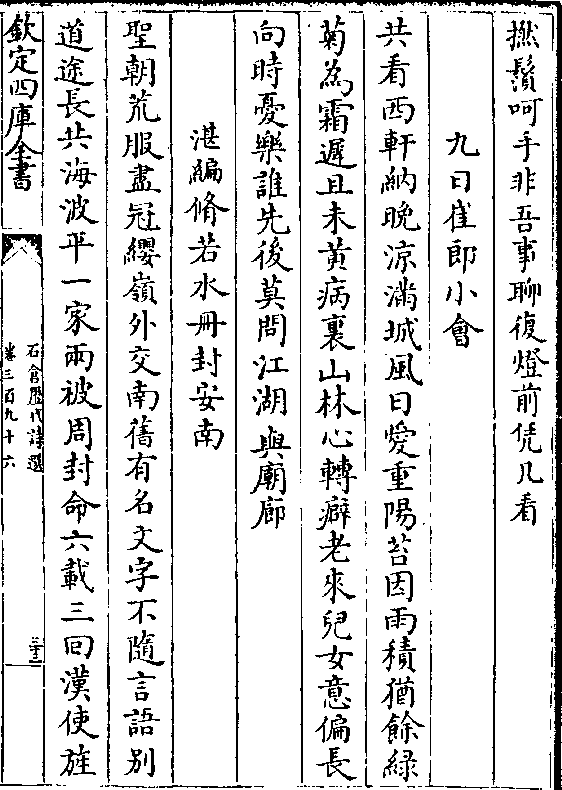 撚鬚呵手非吾事聊復燈前凭几看
九日崔郎小會
共看西軒納晚涼滿城風日愛重陽苔因雨積猶餘綠
菊為霜遲且未黃病裏山林心轉癖老來兒女意偏長
向時憂樂誰先後莫問江湖與廟廊
湛編脩若水冊封安南
聖朝荒服盡冠纓嶺外交南舊有名文字不隨言語別
道途長共海波平一家兩被周封命六載三回漢使旌
欽定四庫全書
石倉歷代詩選
卷三百九十六
三十三